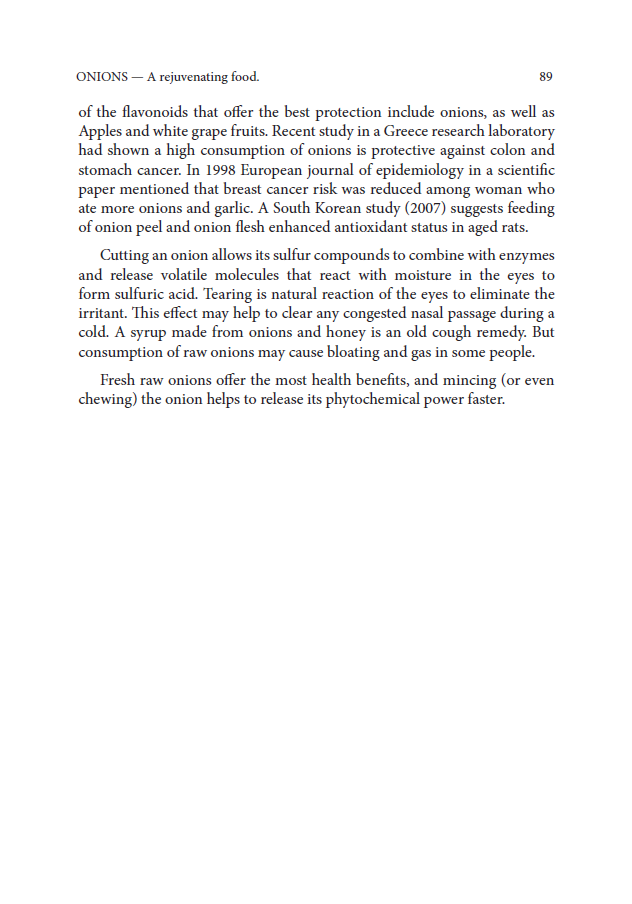 ONIONS — A rejuvenating food. 89
of the flavonoids that offer the best protection include onions, as well as
Apples and white grape fruits. Recent study in a Greece research laboratory
had shown a high consumption of onions is protective against colon and
stomach cancer. In 1998 European journal of epidemiology in a scientific
paper mentioned that breast cancer risk was reduced among woman who
ate more onions and garlic. A South Korean study (2007) suggests feeding
of onion peel and onion flesh enhanced antioxidant status in aged rats.
Cutting an onion allows its sulfur compounds to combine with enzymes
and release volatile molecules that react with moisture in the eyes to
form sulfuric acid. Tearing is natural reaction of the eyes to eliminate the
irritant. This effect may help to clear any congested nasal passage during a
cold. A syrup made from onions and honey is an old cough remedy. But
consumption of raw onions may cause bloating and gas in some people.
Fresh raw onions offer the most health benefits, and mincing (or even
chewing) the onion helps to release its phytochemical power faster.